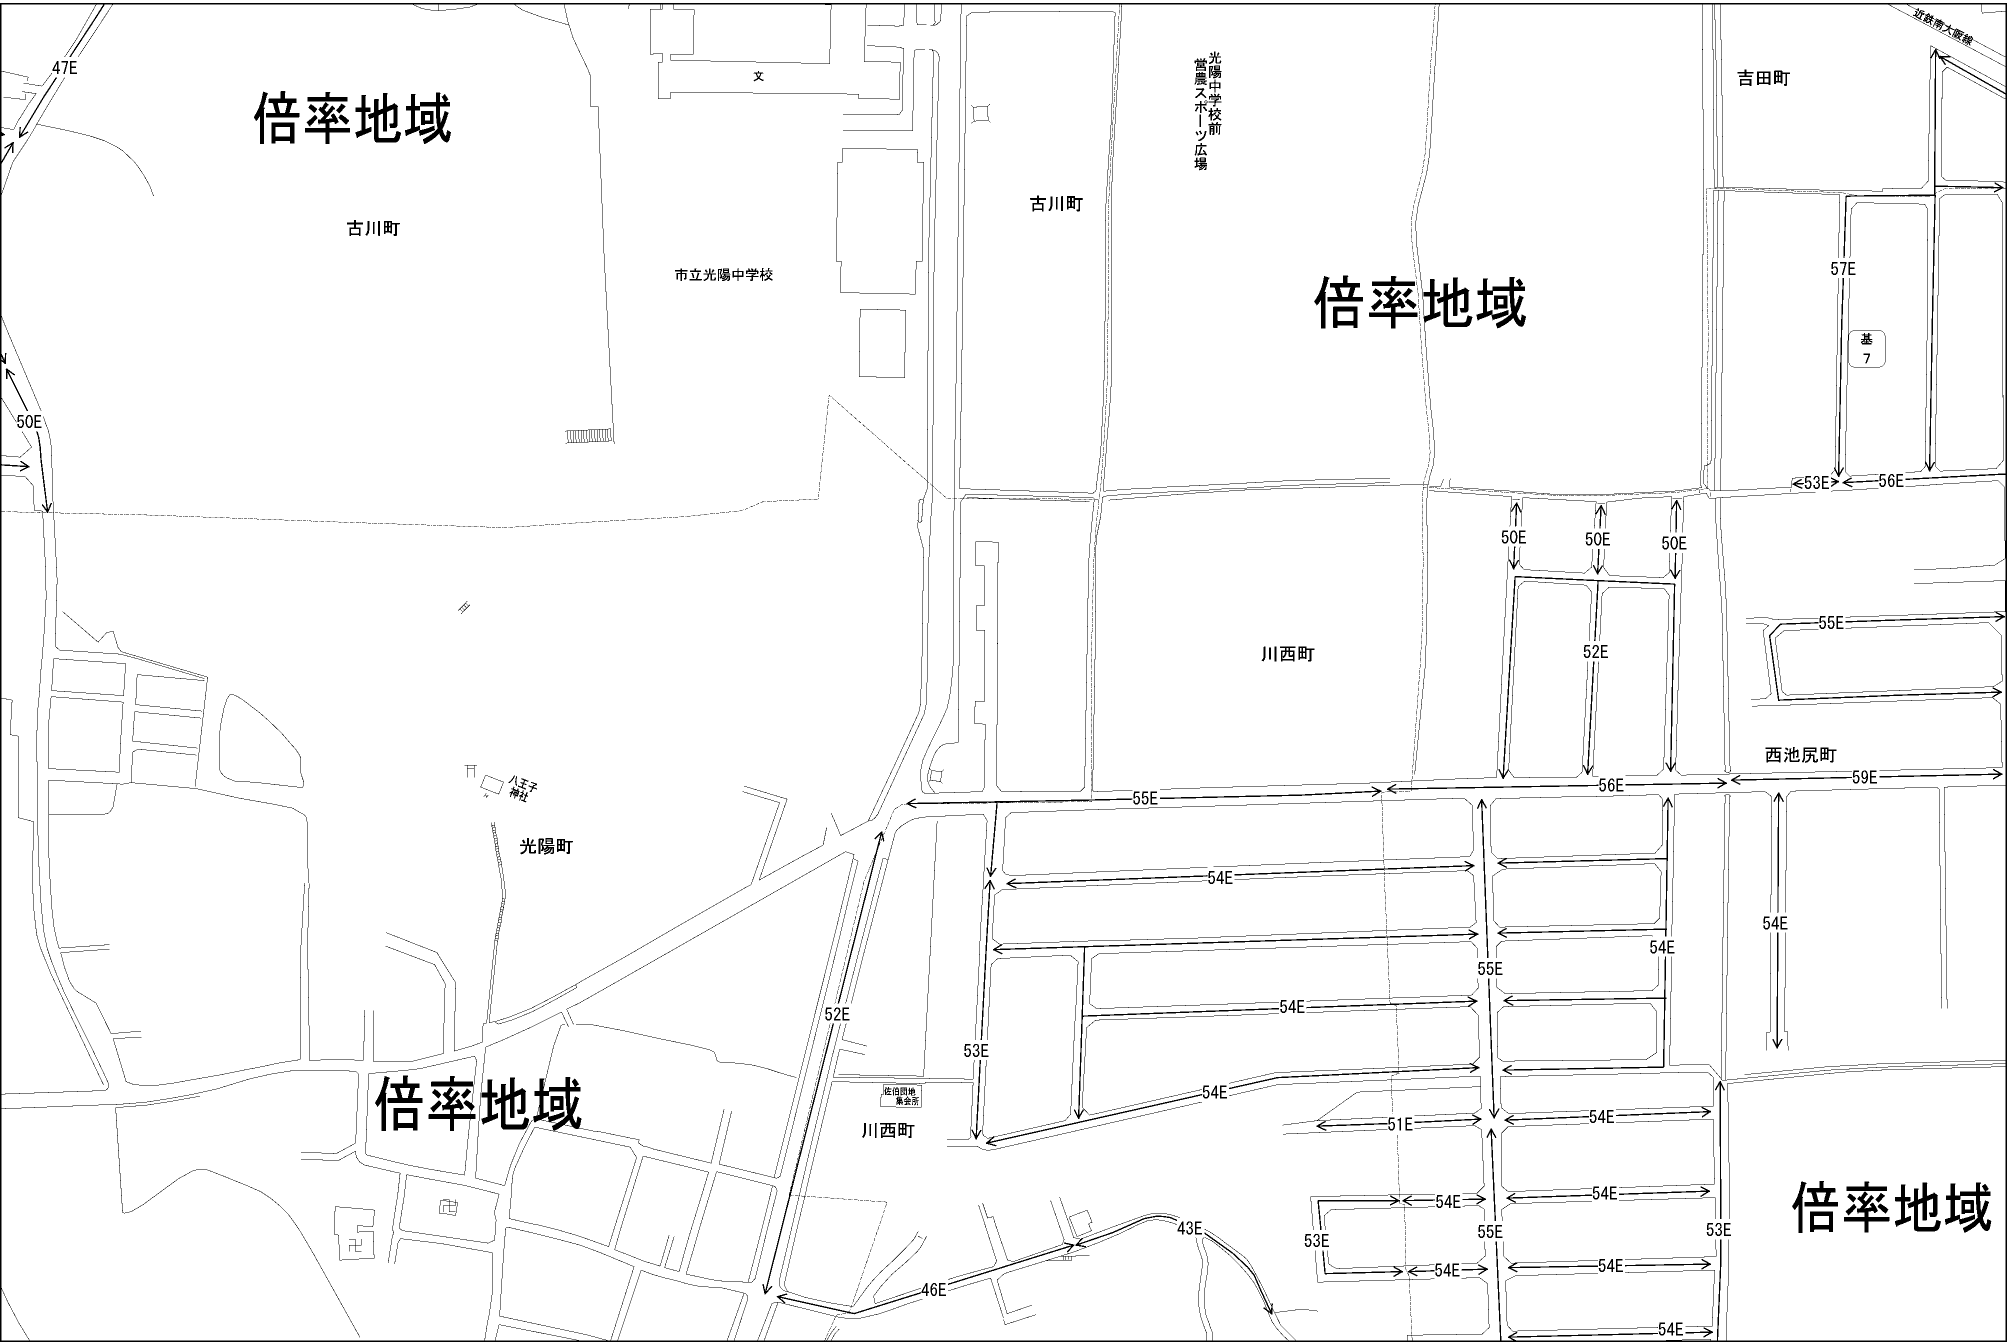 47E
倍率地域
文
光陽中学校前
営農スポーツ広場
近鉄南大阪線
吉田町
古川町
古川町
市立光陽中学校
倍率地域
57E
基
7
50E
53E
56E
50E
50E
50E
55E
52E
川西町
西池尻町
59E
八王子
神社
55E
56E
光陽町
54E
54E
54E
55E
54E
52E
53E
佐伯団地
集会所
54E
川西町
倍率地域
51E
54E
54E
54E
倍率地域
43E
53E
55E
53E
54E
54E
46E
54E